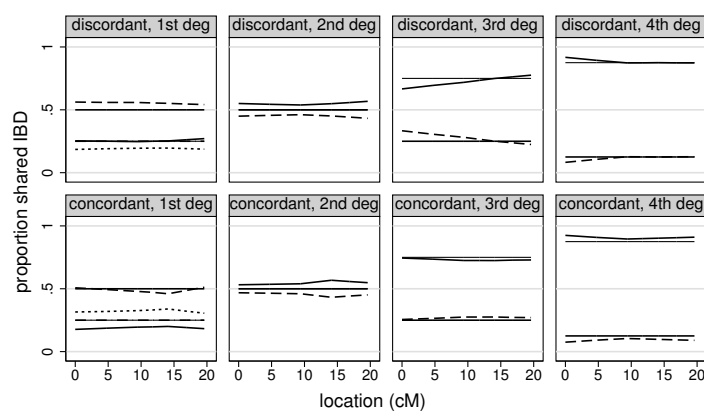 discordant, 1st deg discordant, 2nd deg discordant, 3rd deg discordant, 4th deg
1
.5
0
concordant, 1st deg concordant, 2nd deg concordant, 3rd deg concordant, 4th deg
1
.5
0
proportion shared IBD
0 5 10 15 20 0 5 10 15 20 0 5 10 15 20 0 5 10 15 20
location (cM)